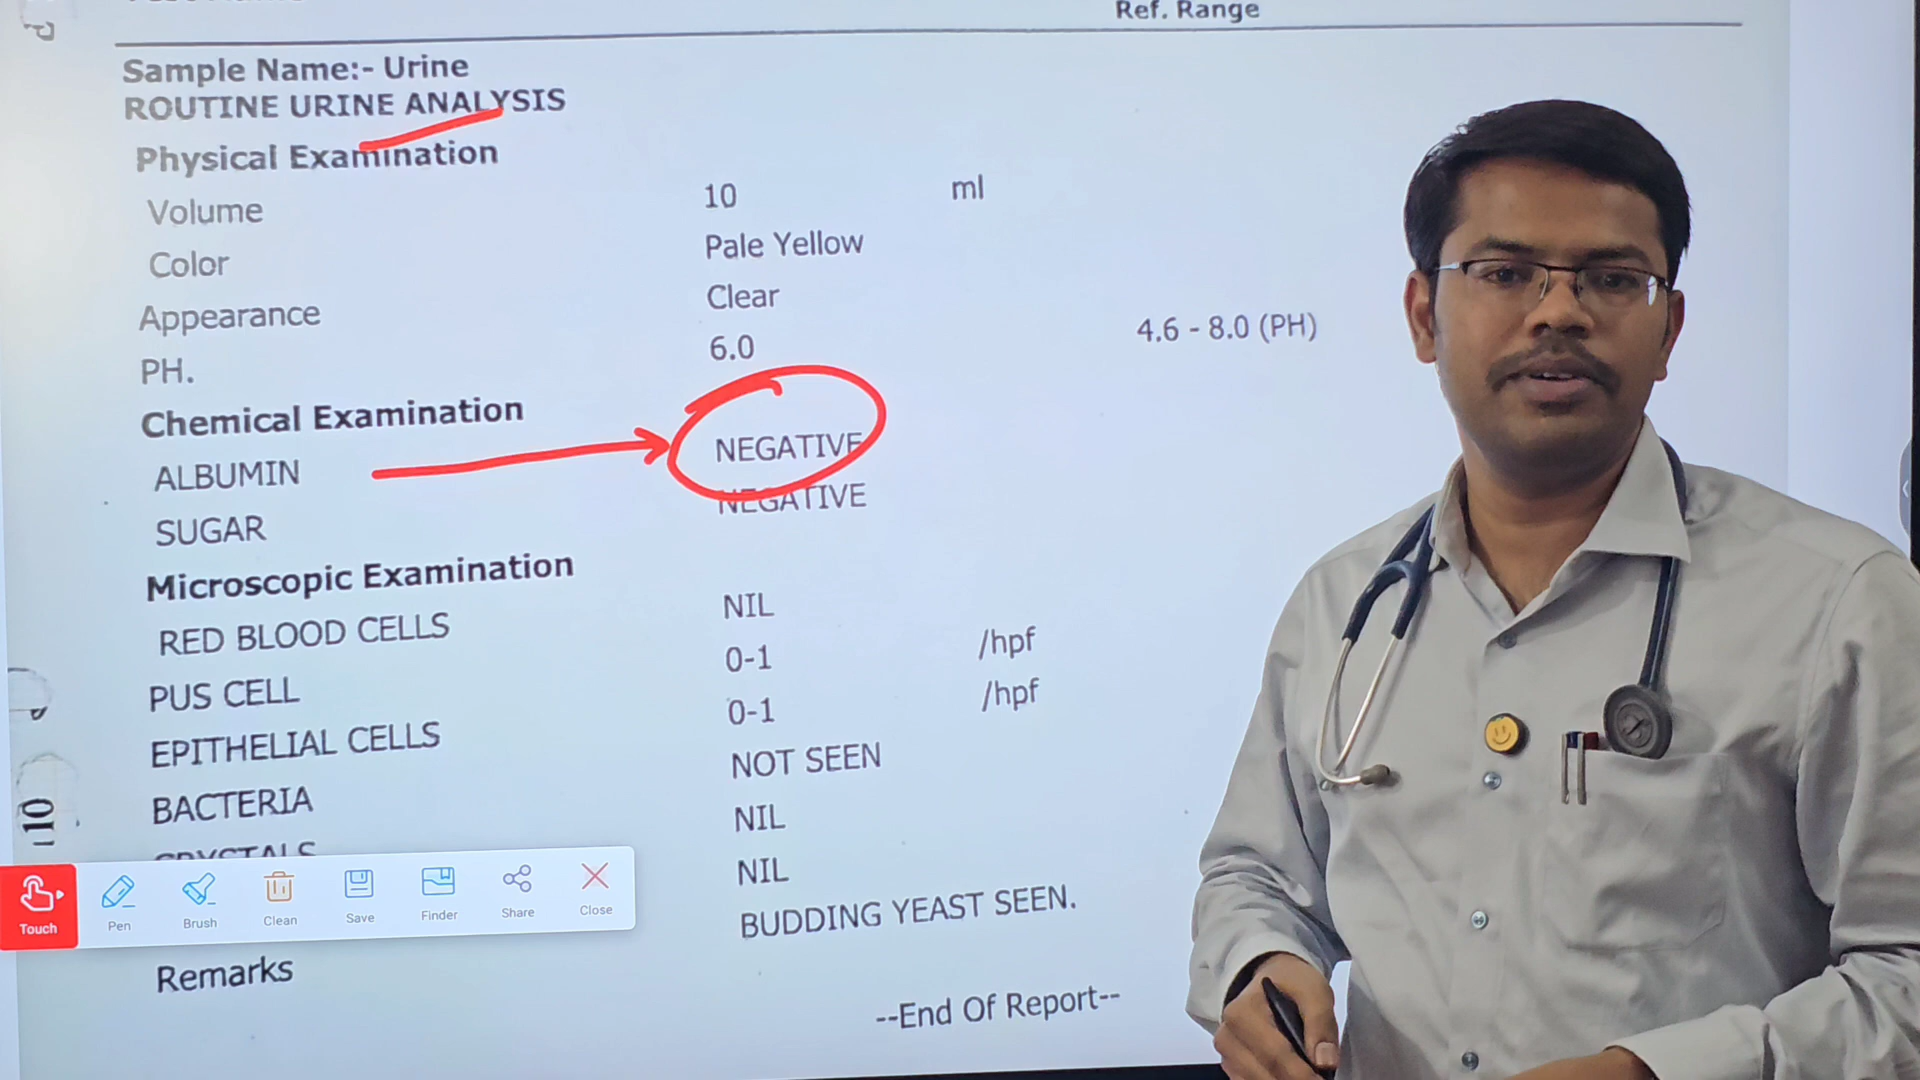 Ref. Range
Sample Name:- Urine
ROUTINE URINE ANALYSIS
Physical Examination
Volume 10 ml
Color Pale Yellow
Appearance Clear
PH. 6.0 4.6 - 8.0 (PH)
Chemical Examination
ALBUMIN NEGATIVE
SUGAR NEGATIVE
Microscopic Examination
RED BLOOD CELLS NIL
PUS CELL 0-1 /hpf
EPITHELIAL CELLS 0-1 /hpf
BACTERIA NOT SEEN
CRYSTALS NIL
NIL
BUDDING YEAST SEEN.
Touch Pen Brush Clean Save Finder Share Close
Remarks
--End Of Report--